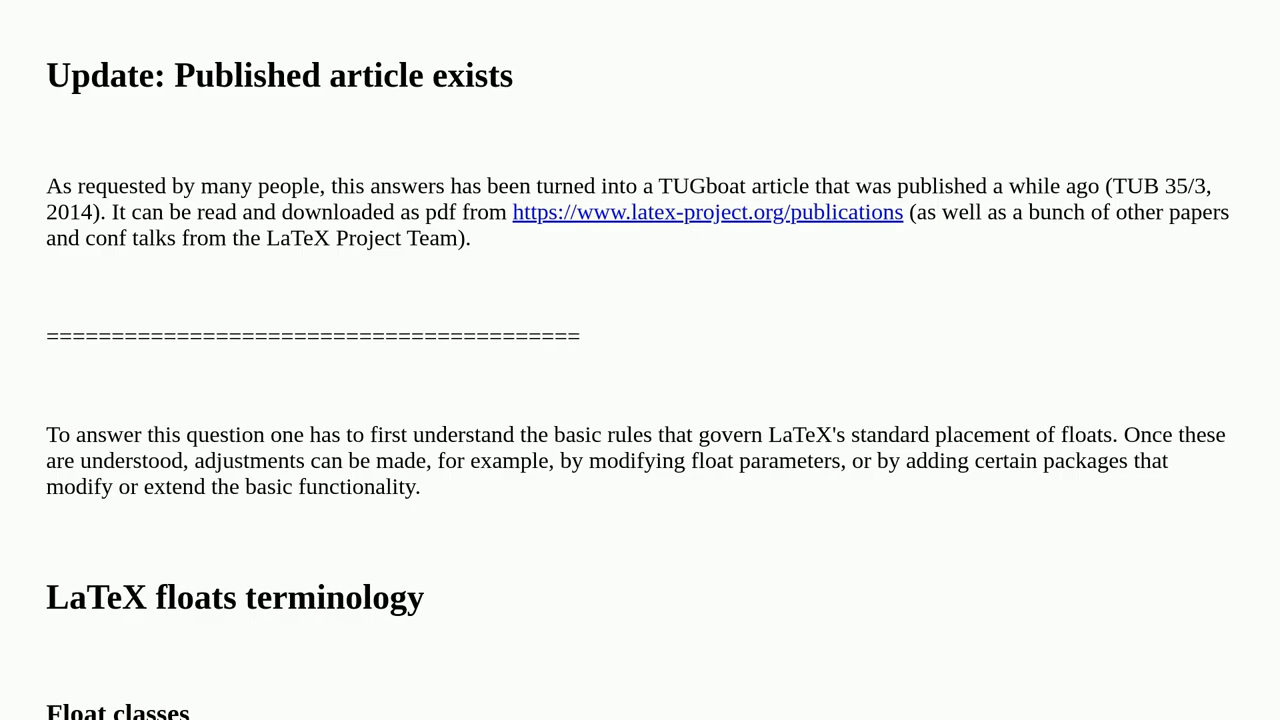 Update: Published article exists
As requested by many people, this answers has been turned into a TUGboat article that was published a while ago (TUB 35/3,
2014). It can be read and downloaded as pdf from https://www.latex-project.org/publications (as well as a bunch of other papers
and conf talks from the LaTeX Project Team).
=========================================
To answer this question one has to first understand the basic rules that govern LaTeX's standard placement of floats. Once these
are understood, adjustments can be made, for example, by modifying float parameters, or by adding certain packages that
modify or extend the basic functionality.
LaTeX floats terminology
Float classes